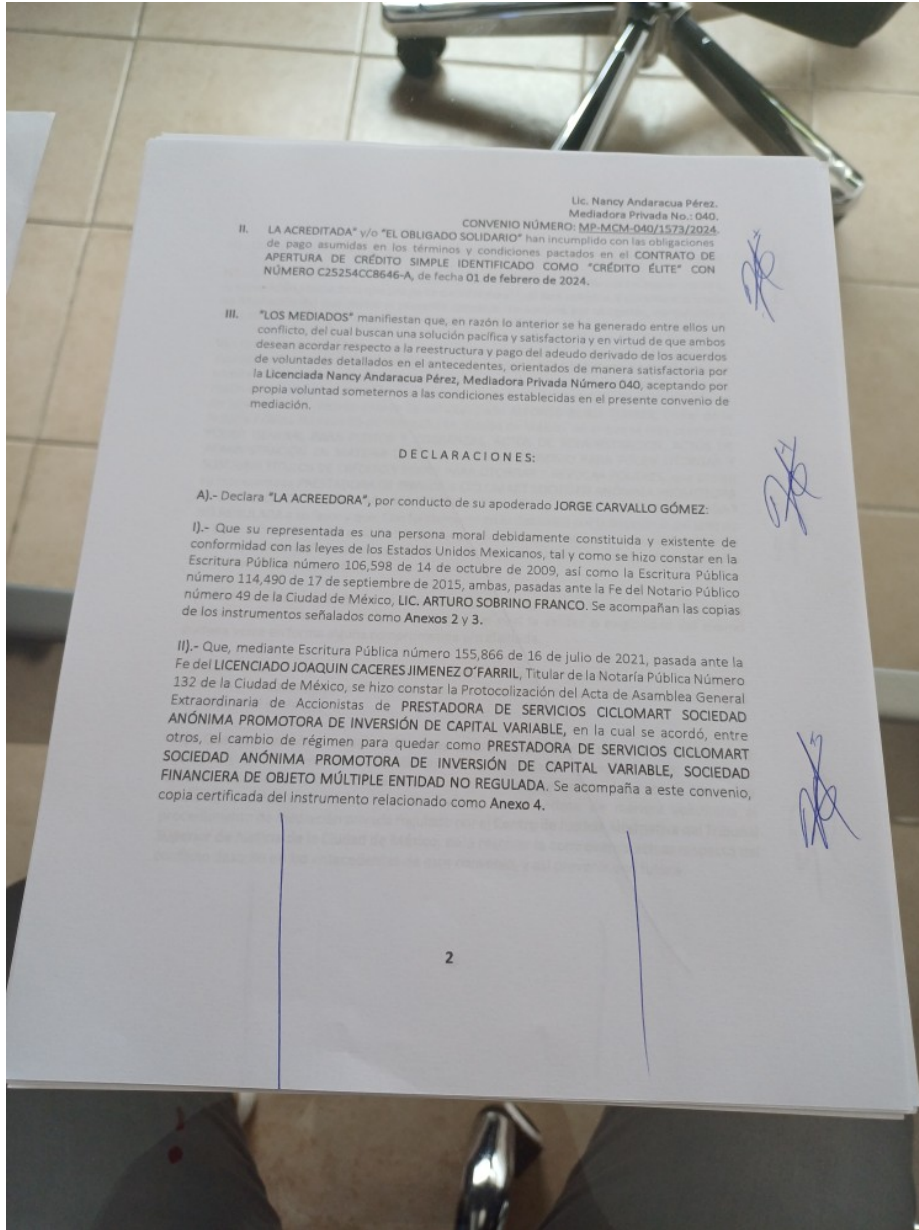 Lic. Nancy Andaracua Pérez.
Mediadora Privada No.: 040.
CONVENIO NÚMERO: MP-MCM-040/1573/2024.
II. LA ACREDITADA" y/o "EL OBLIGADO SOLIDARIO" han incumplido con las obligaciones
de pago asumidas en los términos y condiciones pactados en el CONTRATO DE
APERTURA DE CRÉDITO SIMPLE IDENTIFICADO COMO "CRÉDITO ÉLITE" CON
NÚMERO C25254CC8646-A, de fecha 01 de febrero de 2024.
III. "LOS MEDIADOS" manifiestan que, en razón lo anterior se ha generado entre ellos un
conflicto, del cual buscan una solución pacífica y satisfactoria y en virtud de que ambos
desean acordar respecto a la reestructura y pago del adeudo derivado de los acuerdos
de voluntades detallados en el antecedentes, orientados de manera satisfactoria por
la Licenciada Nancy Andaracua Pérez, Mediadora Privada Número 040, aceptando por
propia voluntad someternos a las condiciones establecidas en el presente convenio de
mediación.
DECLARACIONES:
A).- Declara "LA ACREEDORA", por conducto de su apoderado JORGE CARVALLO GÓMEZ:
I).- Que su representada es una persona moral debidamente constituida y existente de
conformidad con las leyes de los Estados Unidos Mexicanos, tal y como se hizo constar en la
Escritura Pública número 106,598 de 14 de octubre de 2009, así como la Escritura Pública
número 114,490 de 17 de septiembre de 2015, ambas, pasadas ante la Fe del Notario Público
número 49 de la Ciudad de México, LIC. ARTURO SOBRINO FRANCO. Se acompañan las copias
de los instrumentos señalados como Anexos 2 y 3.
II).- Que, mediante Escritura Pública número 155,866 de 16 de julio de 2021, pasada ante la
Fe del LICENCIADO JOAQUIN CACERES JIMENEZ O´FARRIL, Titular de la Notaría Pública Número
132 de la Ciudad de México, se hizo constar la Protocolización del Acta de Asamblea General
Extraordinaria de Accionistas de PRESTADORA DE SERVICIOS CICLOMART SOCIEDAD
ANÓNIMA PROMOTORA DE INVERSIÓN DE CAPITAL VARIABLE, en la cual se acordó, entre
otros, el cambio de régimen para quedar como PRESTADORA DE SERVICIOS CICLOMART
SOCIEDAD ANÓNIMA PROMOTORA DE INVERSIÓN DE CAPITAL VARIABLE, SOCIEDAD
FINANCIERA DE OBJETO MÚLTIPLE ENTIDAD NO REGULADA. Se acompaña a este convenio,
copia certificada del instrumento relacionado como Anexo 4.
2